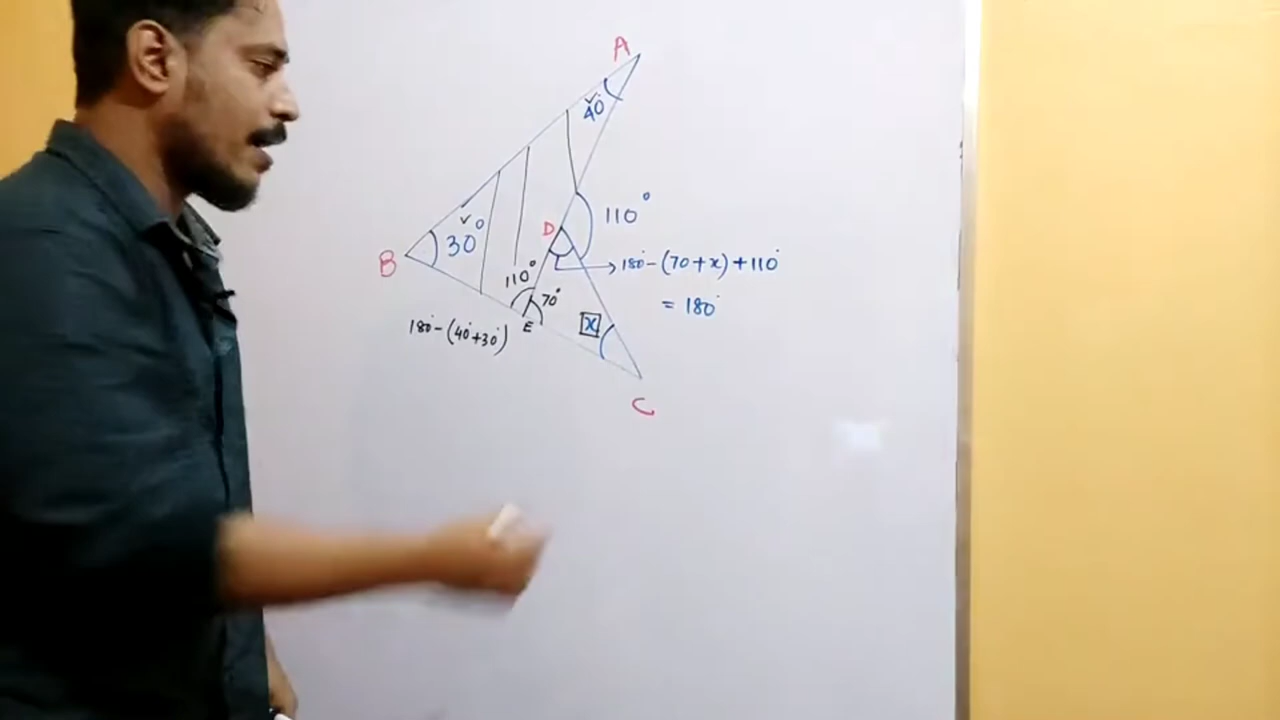 A
40°
110°
D
30°
B
180°-(70+x)+110°
= 180°
110°
70°
x
E
180°-(40°+30°)
C